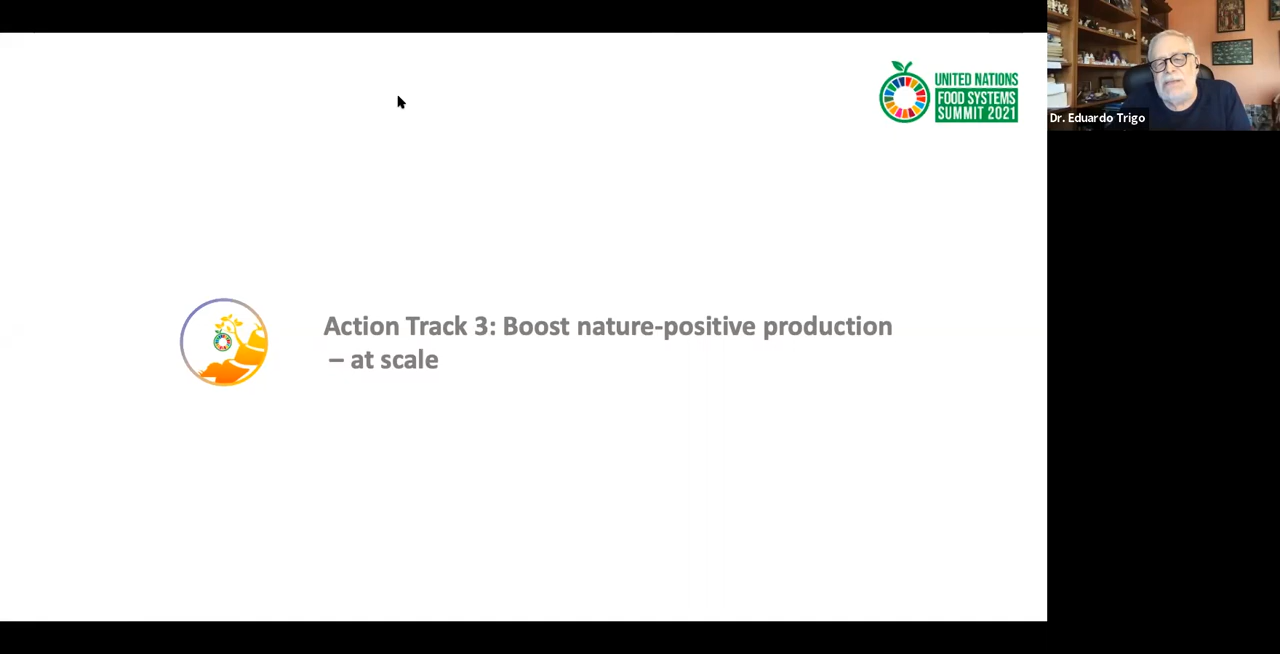 UNITED NATIONS
FOOD SYSTEMS
SUMMIT 2021
Dr. Eduardo Trigo
Action Track 3: Boost nature-positive production
– at scale